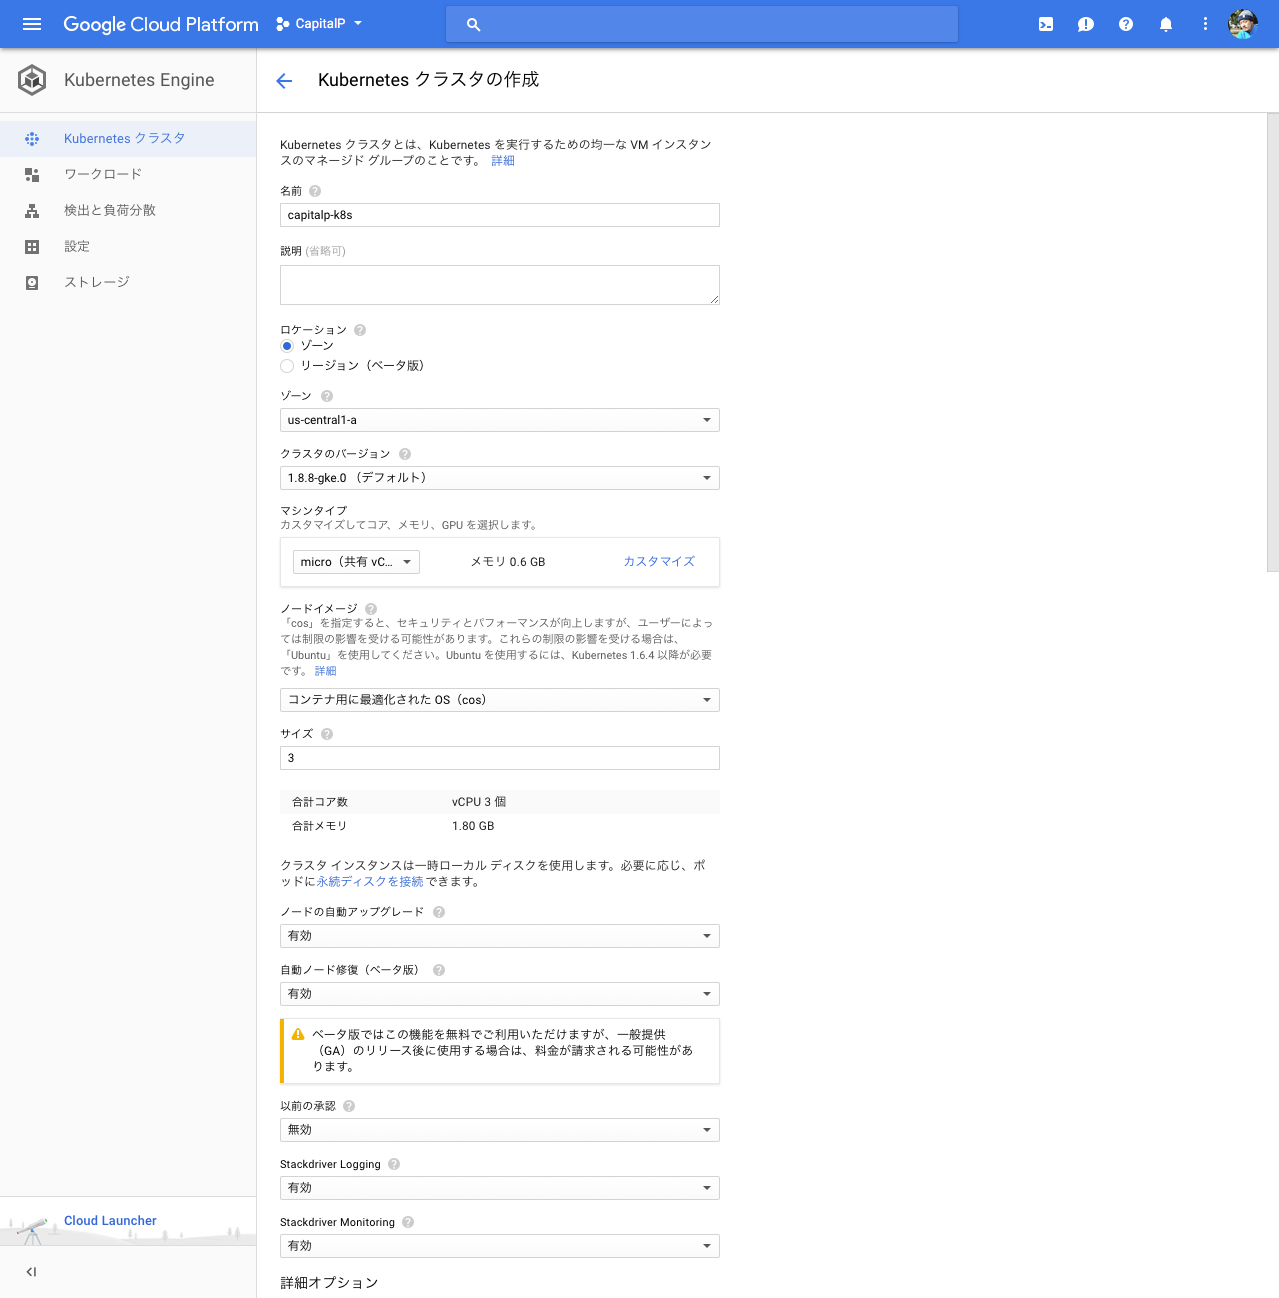 Google Cloud Platform
CapitalP
Kubernetes Engine
Kubernetes クラスタ
ワークロード
検出と負荷分散
設定
ストレージ
Cloud Launcher
Kubernetes クラスタの作成
Kubernetes クラスタとは、Kubernetes を実行するための均一な VM インスタン
スのマネージド グループのことです。 詳細
名前
capitalp-k8s
説明 (省略可)
ロケーション
ゾーン
リージョン（ベータ版）
ゾーン
us-central1-a
クラスタのバージョン
1.8.8-gke.0 （デフォルト）
マシンタイプ
カスタマイズしてコア、メモリ、GPU を選択します。
micro（共有 vC...
メモリ 0.6 GB
カスタマイズ
ノードイメージ
「cos」を指定すると、セキュリティとパフォーマンスが向上しますが、ユーザーによっ
ては制限の影響を受ける可能性があります。これらの制限の影響を受ける場合は、
「Ubuntu」を使用してください。Ubuntu を使用するには、Kubernetes 1.6.4 以降が必要
です。 詳細
コンテナ用に最適化された OS（cos）
サイズ
3
合計コア数 vCPU 3 個
合計メモリ 1.80 GB
クラスタ インスタンスは一時ローカル ディスクを使用します。必要に応じ、ポ
ッドに永続ディスクを接続できます。
ノードの自動アップグレード
有効
自動ノード修復（ベータ版）
有効
ベータ版ではこの機能を無料でご利用いただけますが、一般提供
（GA）のリリース後に使用する場合は、料金が請求される可能性があ
ります。
以前の承認
無効
Stackdriver Logging
有効
Stackdriver Monitoring
有効
詳細オプション